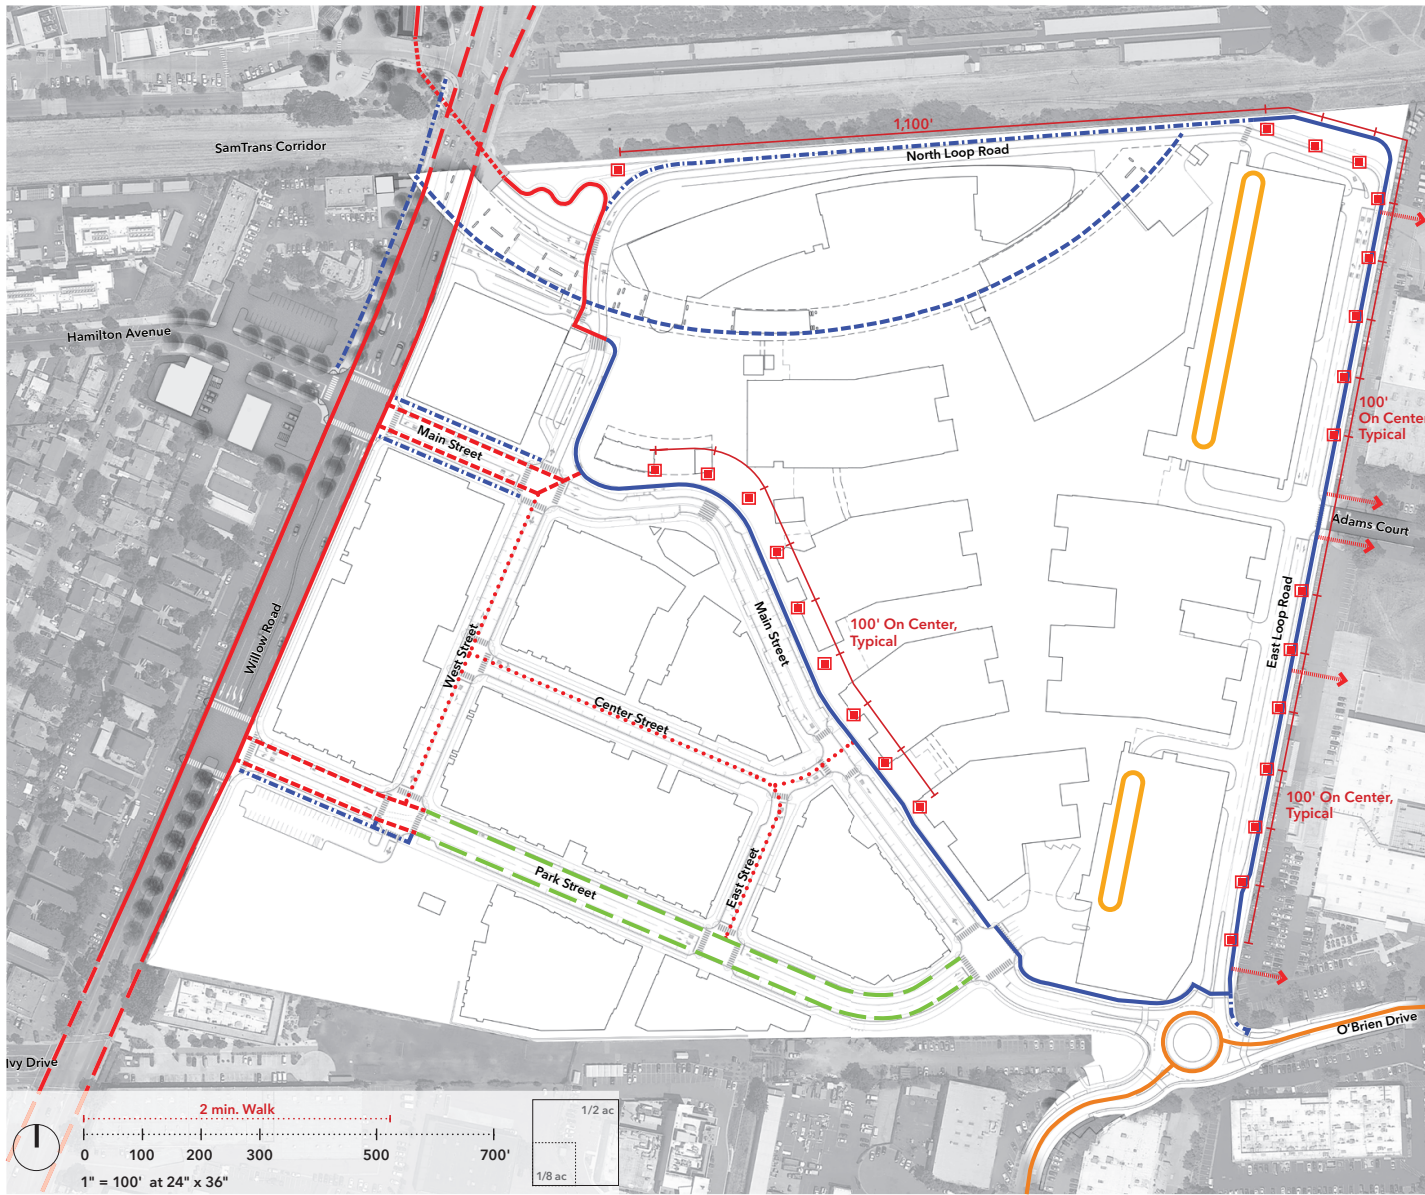 SamTrans Corridor
1,100'
North Loop Road
Hamilton Avenue
Main Street
100'
On Center
Typical
Adams Court
Willow Road
West Street
Main Street
East Loop Road
100' On Center,
Typical
Center Street
100' On Center,
Typical
East Street
Park Street
O'Brien Drive
Ivy Drive
2 min. Walk
0 100 200 300 500 700'
1" = 100' at 24" x 36"
1/2 ac
1/8 ac